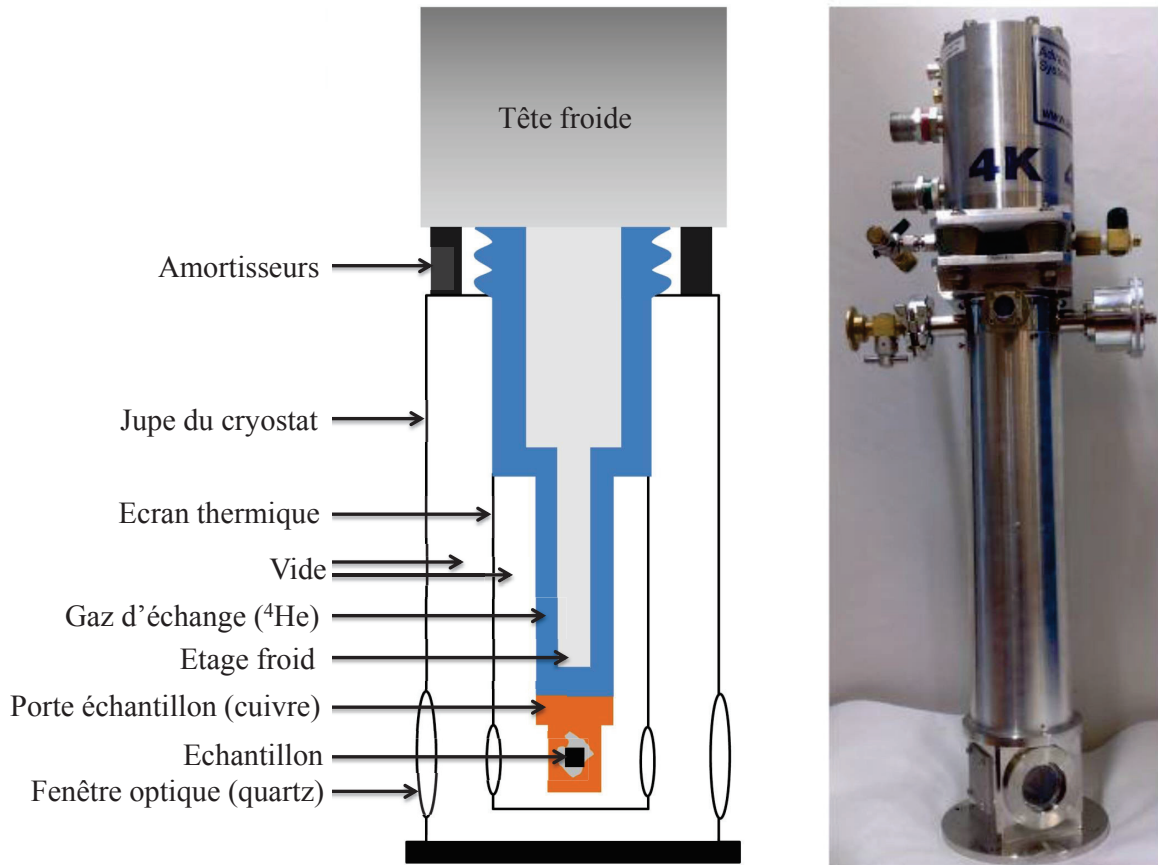 Tête froide
Amortisseurs
Jupe du cryostat
Ecran thermique
Vide
Gaz d'échange (⁴He)
Etage froid
Porte échantillon (cuivre)
Echantillon
Fenêtre optique (quartz)
4K